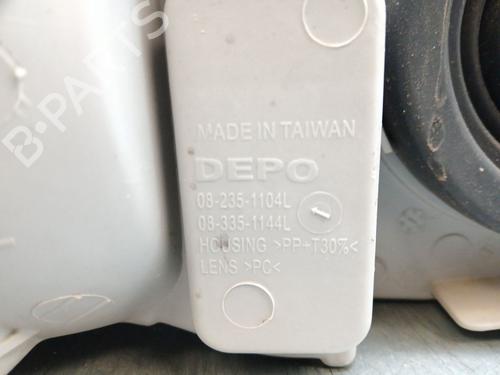 B-PARTS
MADE IN TAIWAN
DEPO
08-235-1104L
08-335-1144L
HOUSING >PP+T30%<
LENS >PC<